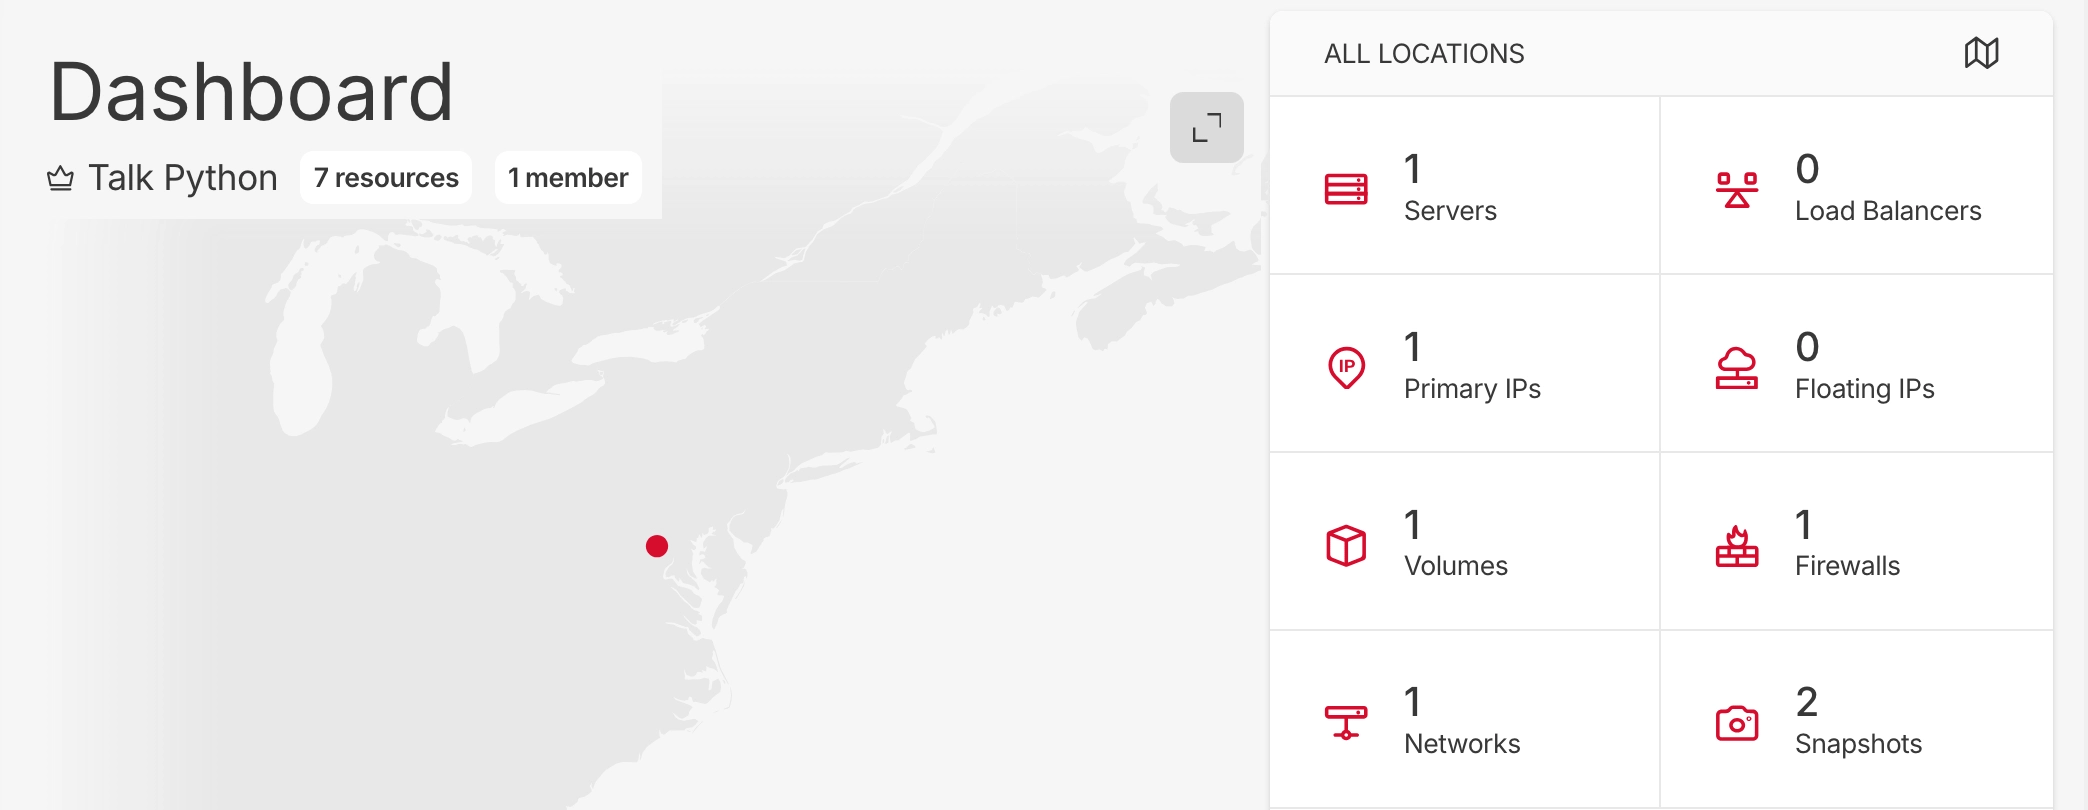 Dashboard
Talk Python
7 resources
1 member
ALL LOCATIONS
1
Servers
0
Load Balancers
IP
1
Primary IPs
0
Floating IPs
1
Volumes
1
Firewalls
1
Networks
2
Snapshots